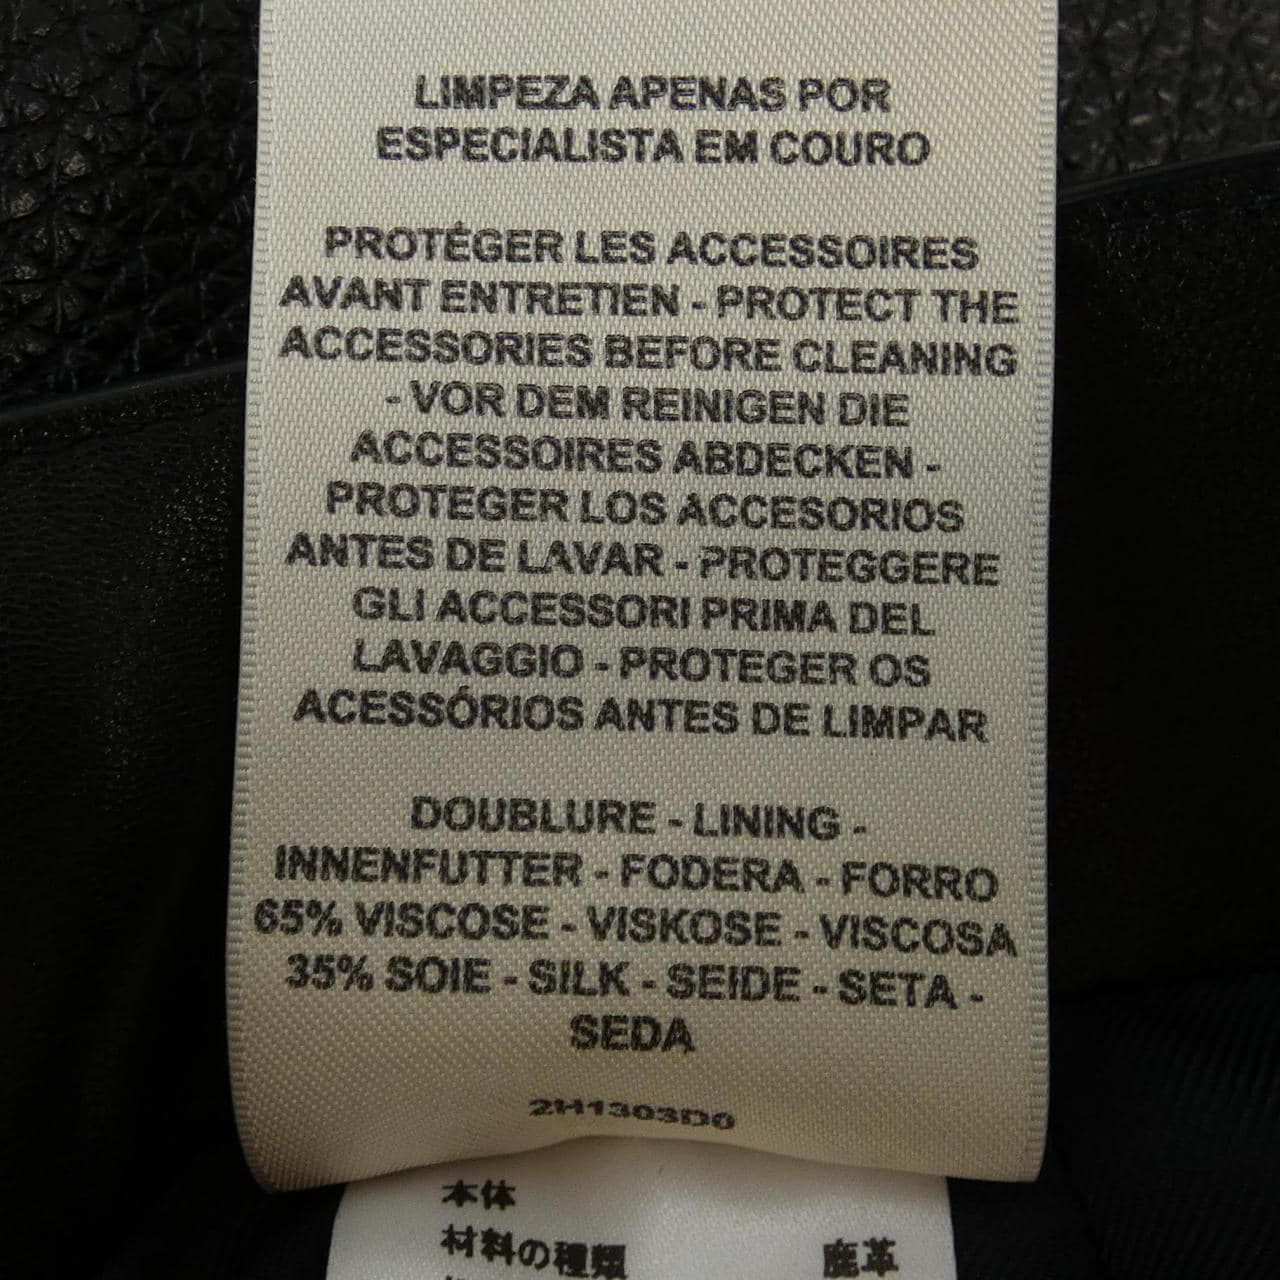 LIMPEZA APENAS POR
ESPECIALISTA EM COURO
PROTÉGER LES ACCESSOIRES
AVANT ENTRETIEN - PROTECT THE
ACCESSORIES BEFORE CLEANING
- VOR DEM REINIGEN DIE
ACCESSOIRES ABDECKEN -
PROTEGER LOS ACCESORIOS
ANTES DE LAVAR - PROTEGGERE
GLI ACCESSORI PRIMA DEL
LAVAGGIO - PROTEGER OS
ACESSÓRIOS ANTES DE LIMPAR
DOUBLURE - LINING -
INNENFUTTER - FODERA - FORRO
65% VISCOSE - VISKOSE - VISCOSA
35% SOIE - SILK - SEIDE - SETA -
SEDA
2H1303D0
本体
材料の種類 鹿革